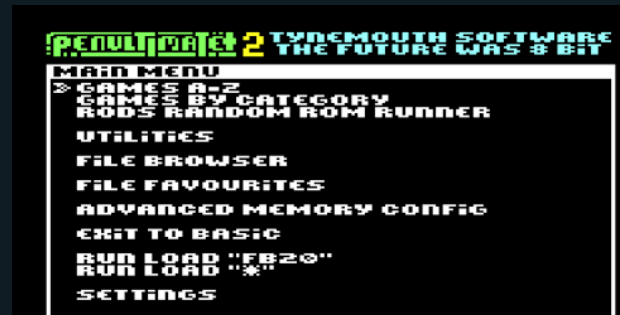 PENULTIMATE+ 2 TYNEMOUTH SOFTWARE
THE FUTURE WAS 8 BIT
MAIN MENU
GAMES A-Z
GAMES BY CATEGORY
RODS RANDOM ROM RUNNER
UTILITIES
FILE BROWSER
FILE FAVOURITES
ADVANCED MEMORY CONFIG
EXIT TO BASIC
RUN LOAD "FB20"
RUN LOAD "*"
SETTINGS